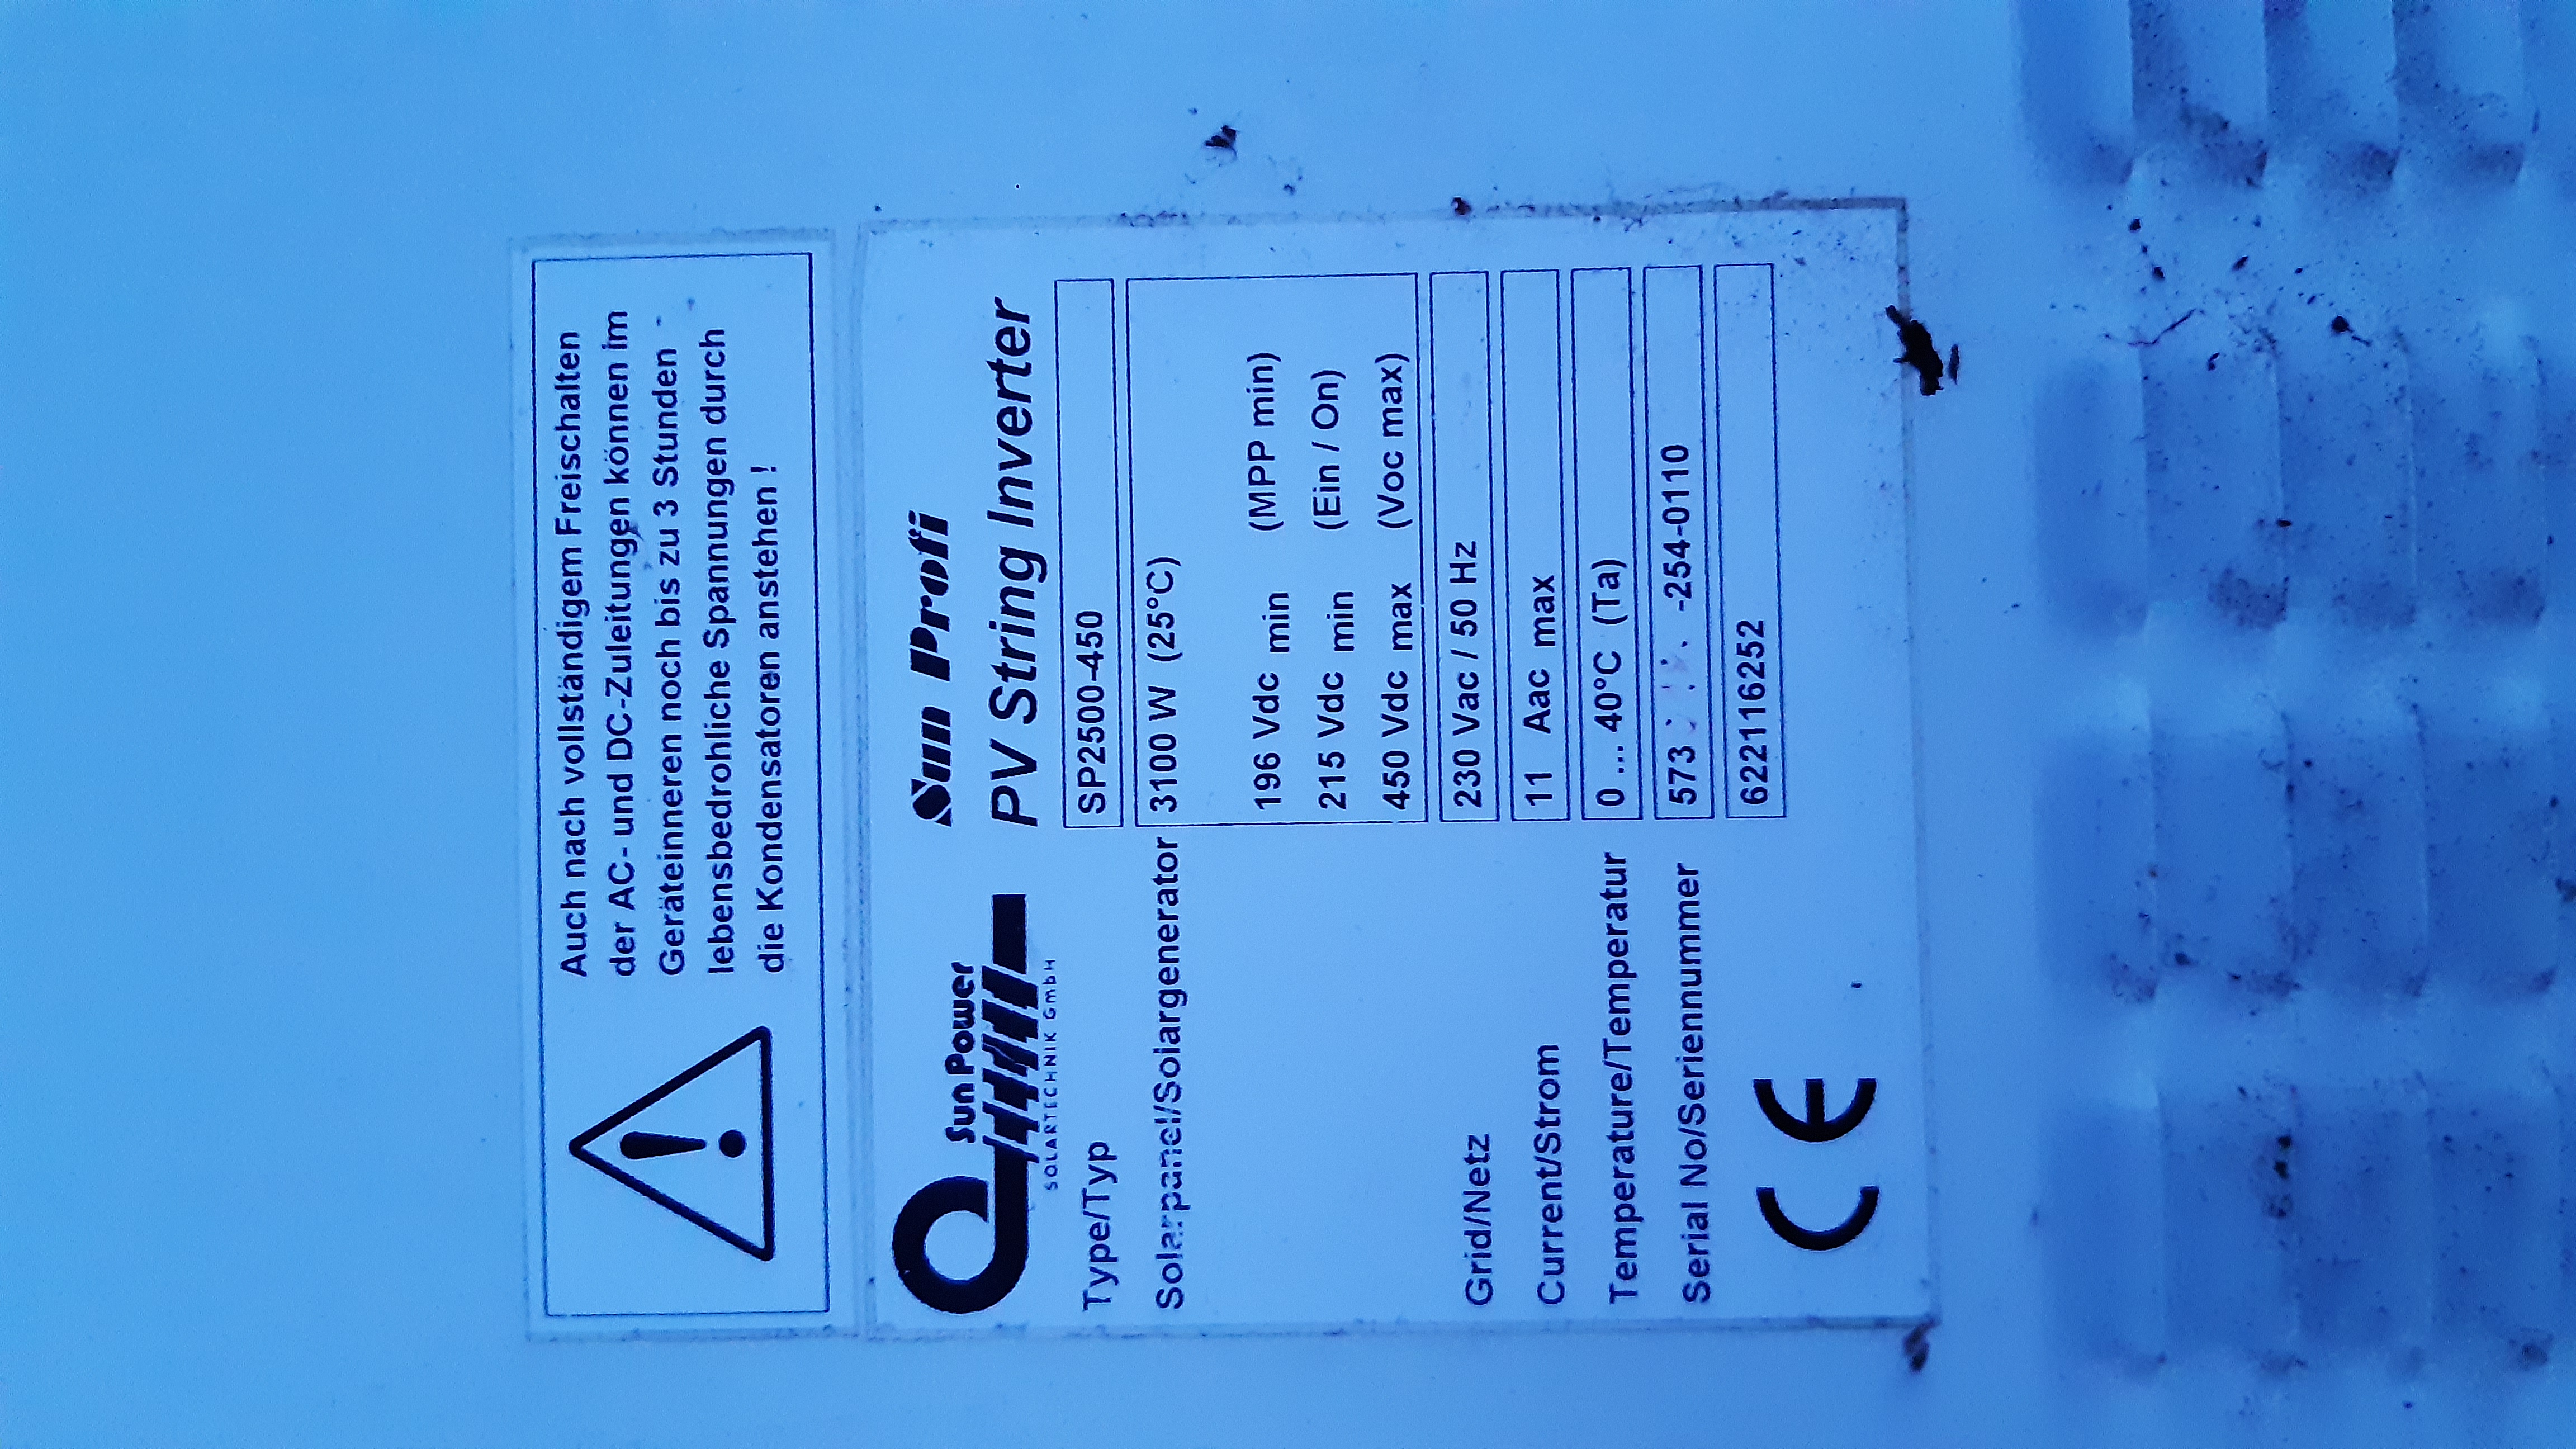 Auch nach vollständigem Freischalten
der AC- und DC-Zuleitungen können im
Geräteinneren noch bis zu 3 Stunden
lebensbedrohliche Spannungen durch
die Kondensatoren anstehen !
Sun Power
SOLARTECHNIK GmbH
Sun Profi
PV String Inverter
Type/Typ SP2500-450
Solarpanel/Solargenerator 3100 W (25°C)
196 Vdc min (MPP min)
215 Vdc min (Ein / On)
450 Vdc max (Voc max)
Grid/Netz 230 Vac / 50 Hz
Current/Strom 11 Aac max
Temperature/Temperatur 0 ... 40°C (Ta)
Serial No/Seriennummer 573 -254-0110
622116252
CE